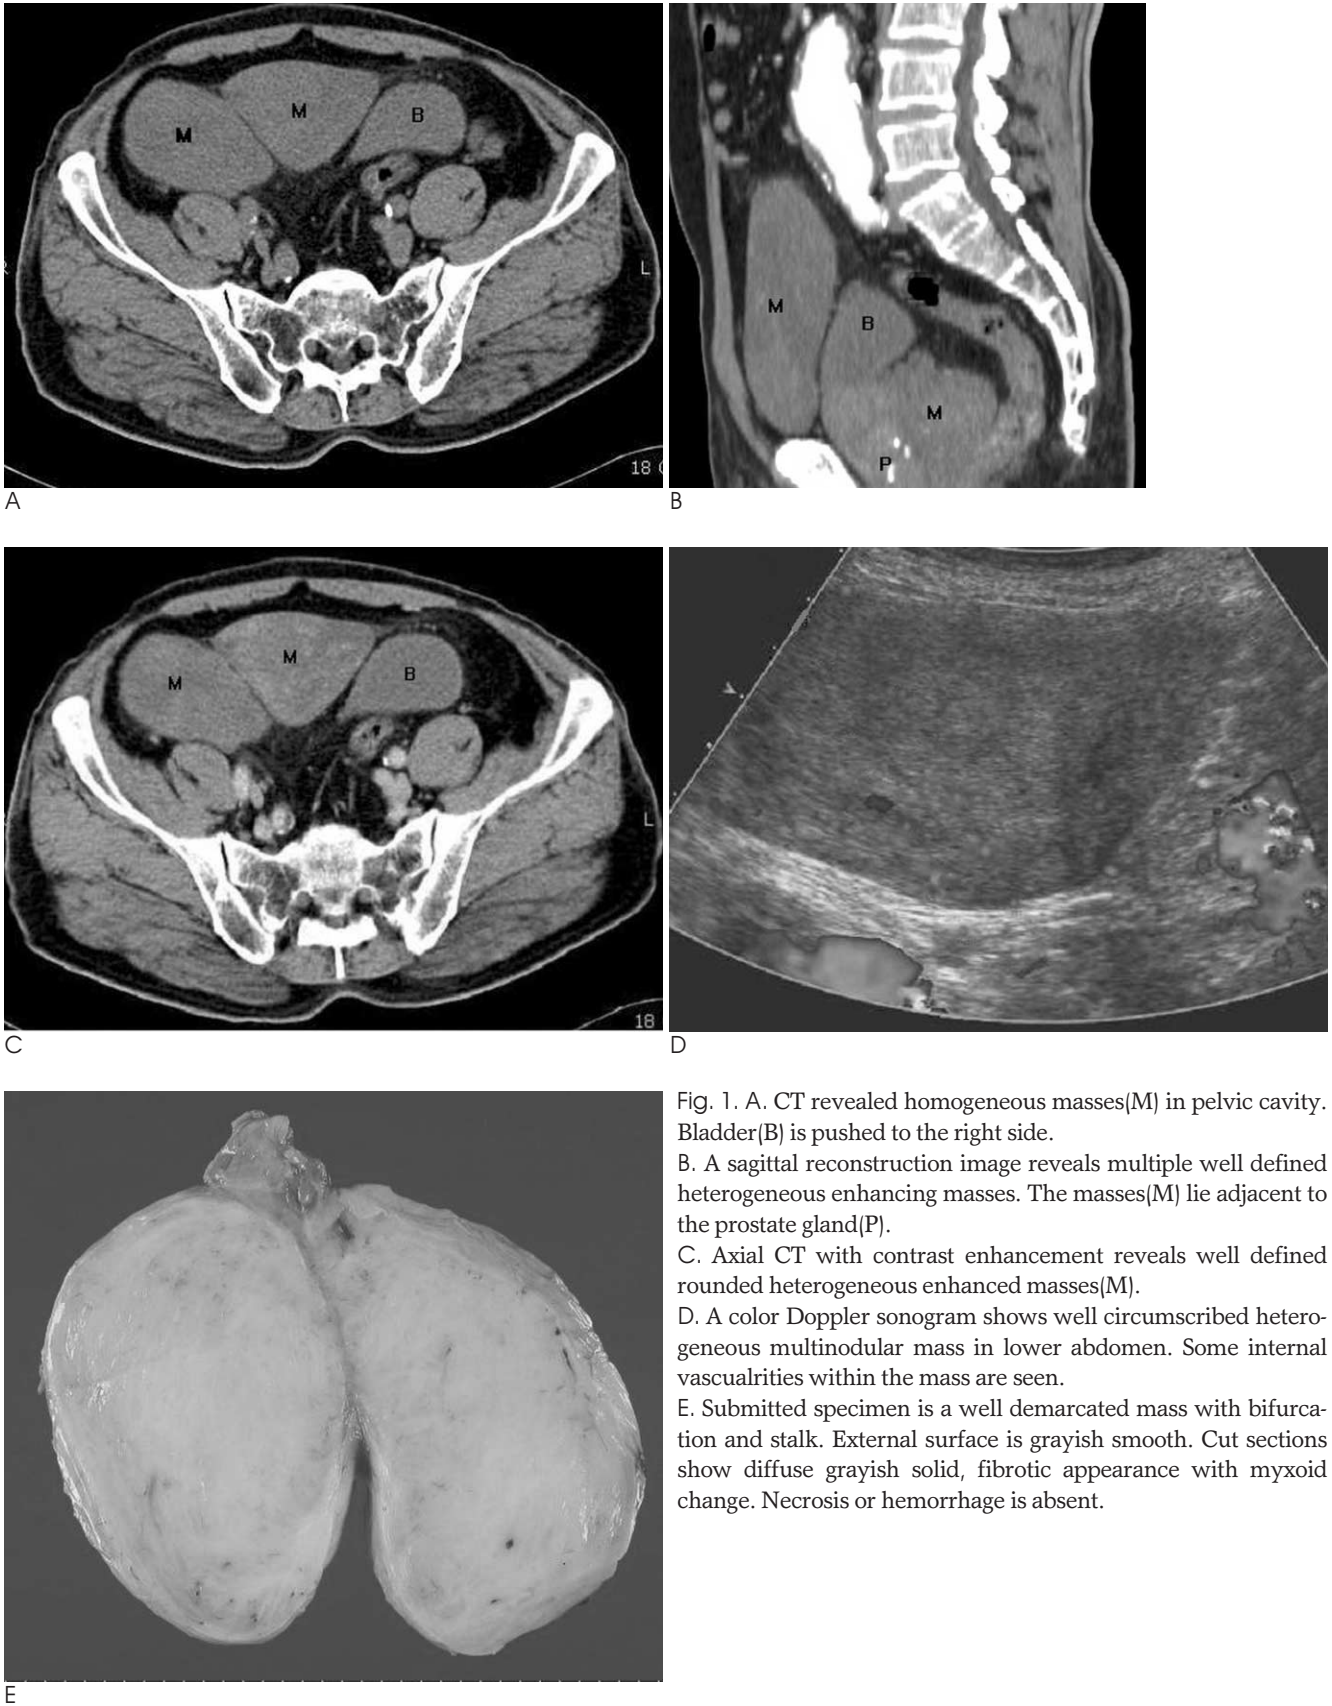 M
M
B
R
L
18 C
A
M
B
M
P
B
M
M
B
L
18
C
D
Fig. 1. A. CT revealed homogeneous masses(M) in pelvic cavity.
Bladder(B) is pushed to the right side.
B. A sagittal reconstruction image reveals multiple well defined
heterogeneous enhancing masses. The masses(M) lie adjacent to
the prostate gland(P).
C. Axial CT with contrast enhancement reveals well defined
rounded heterogeneous enhanced masses(M).
D. A color Doppler sonogram shows well circumscribed hetero-
geneous multinodular mass in lower abdomen. Some internal
vascualrities within the mass are seen.
E. Submitted specimen is a well demarcated mass with bifurca-
tion and stalk. External surface is grayish smooth. Cut sections
show diffuse grayish solid, fibrotic appearance with myxoid
change. Necrosis or hemorrhage is absent.
E